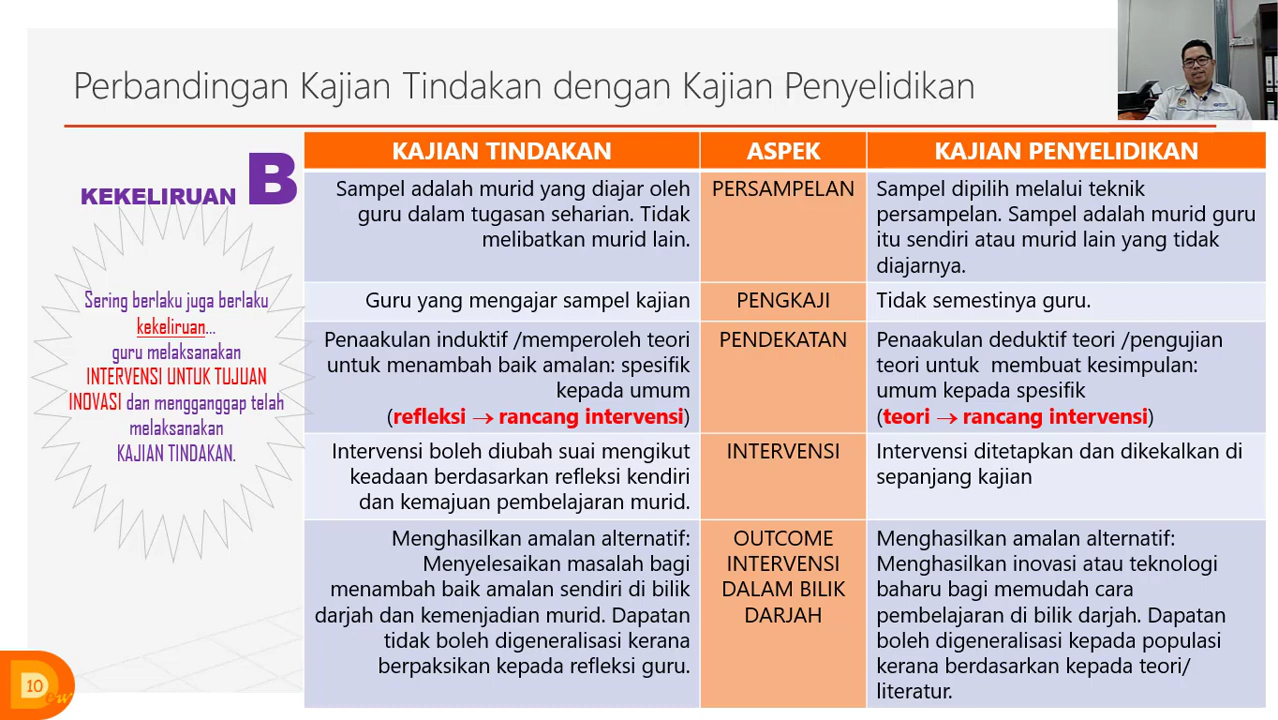 Perbandingan Kajian Tindakan dengan Kajian Penyelidikan
KEKELIRUAN B
Sering berlaku juga berlaku
kekeliruan...
guru melaksanakan
INTERVENSI UNTUK TUJUAN
INOVASI dan mengganggap telah
melaksanakan
KAJIAN TINDAKAN.
KAJIAN TINDAKAN
ASPEK
KAJIAN PENYELIDIKAN
Sampel adalah murid yang diajar oleh
guru dalam tugasan seharian. Tidak
melibatkan murid lain.
PERSAMPELAN
Sampel dipilih melalui teknik
persampelan. Sampel adalah murid guru
itu sendiri atau murid lain yang tidak
diajarnya.
Guru yang mengajar sampel kajian
PENGKAJI
Tidak semestinya guru.
Penaakulan induktif /memperoleh teori
untuk menambah baik amalan: spesifik
kepada umum
(refleksi → rancang intervensi)
PENDEKATAN
Penaakulan deduktif teori /pengujian
teori untuk membuat kesimpulan:
umum kepada spesifik
(teori → rancang intervensi)
Intervensi boleh diubah suai mengikut
keadaan berdasarkan refleksi kendiri
dan kemajuan pembelajaran murid.
INTERVENSI
Intervensi ditetapkan dan dikekalkan di
sepanjang kajian
Menghasilkan amalan alternatif:
Menyelesaikan masalah bagi
menambah baik amalan sendiri di bilik
darjah dan kemenjadian murid. Dapatan
tidak boleh digeneralisasi kerana
berpaksikan kepada refleksi guru.
OUTCOME
INTERVENSI
DALAM BILIK
DARJAH
Menghasilkan amalan alternatif:
Menghasilkan inovasi atau teknologi
baharu bagi memudah cara
pembelajaran di bilik darjah. Dapatan
boleh digeneralisasi kepada populasi
kerana berdasarkan kepada teori/
literatur.
10